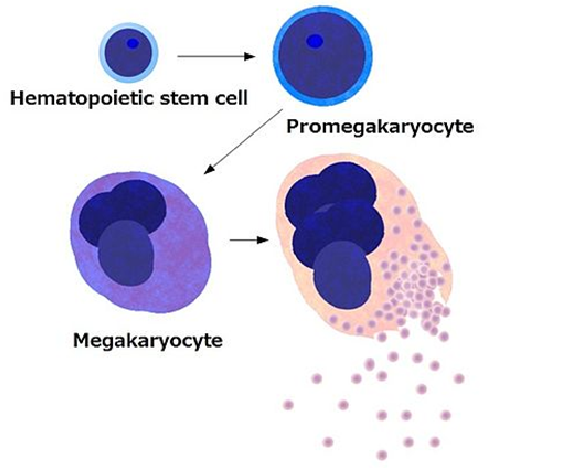 Hematopoietic stem cell
Promegakaryocyte
Megakaryocyte